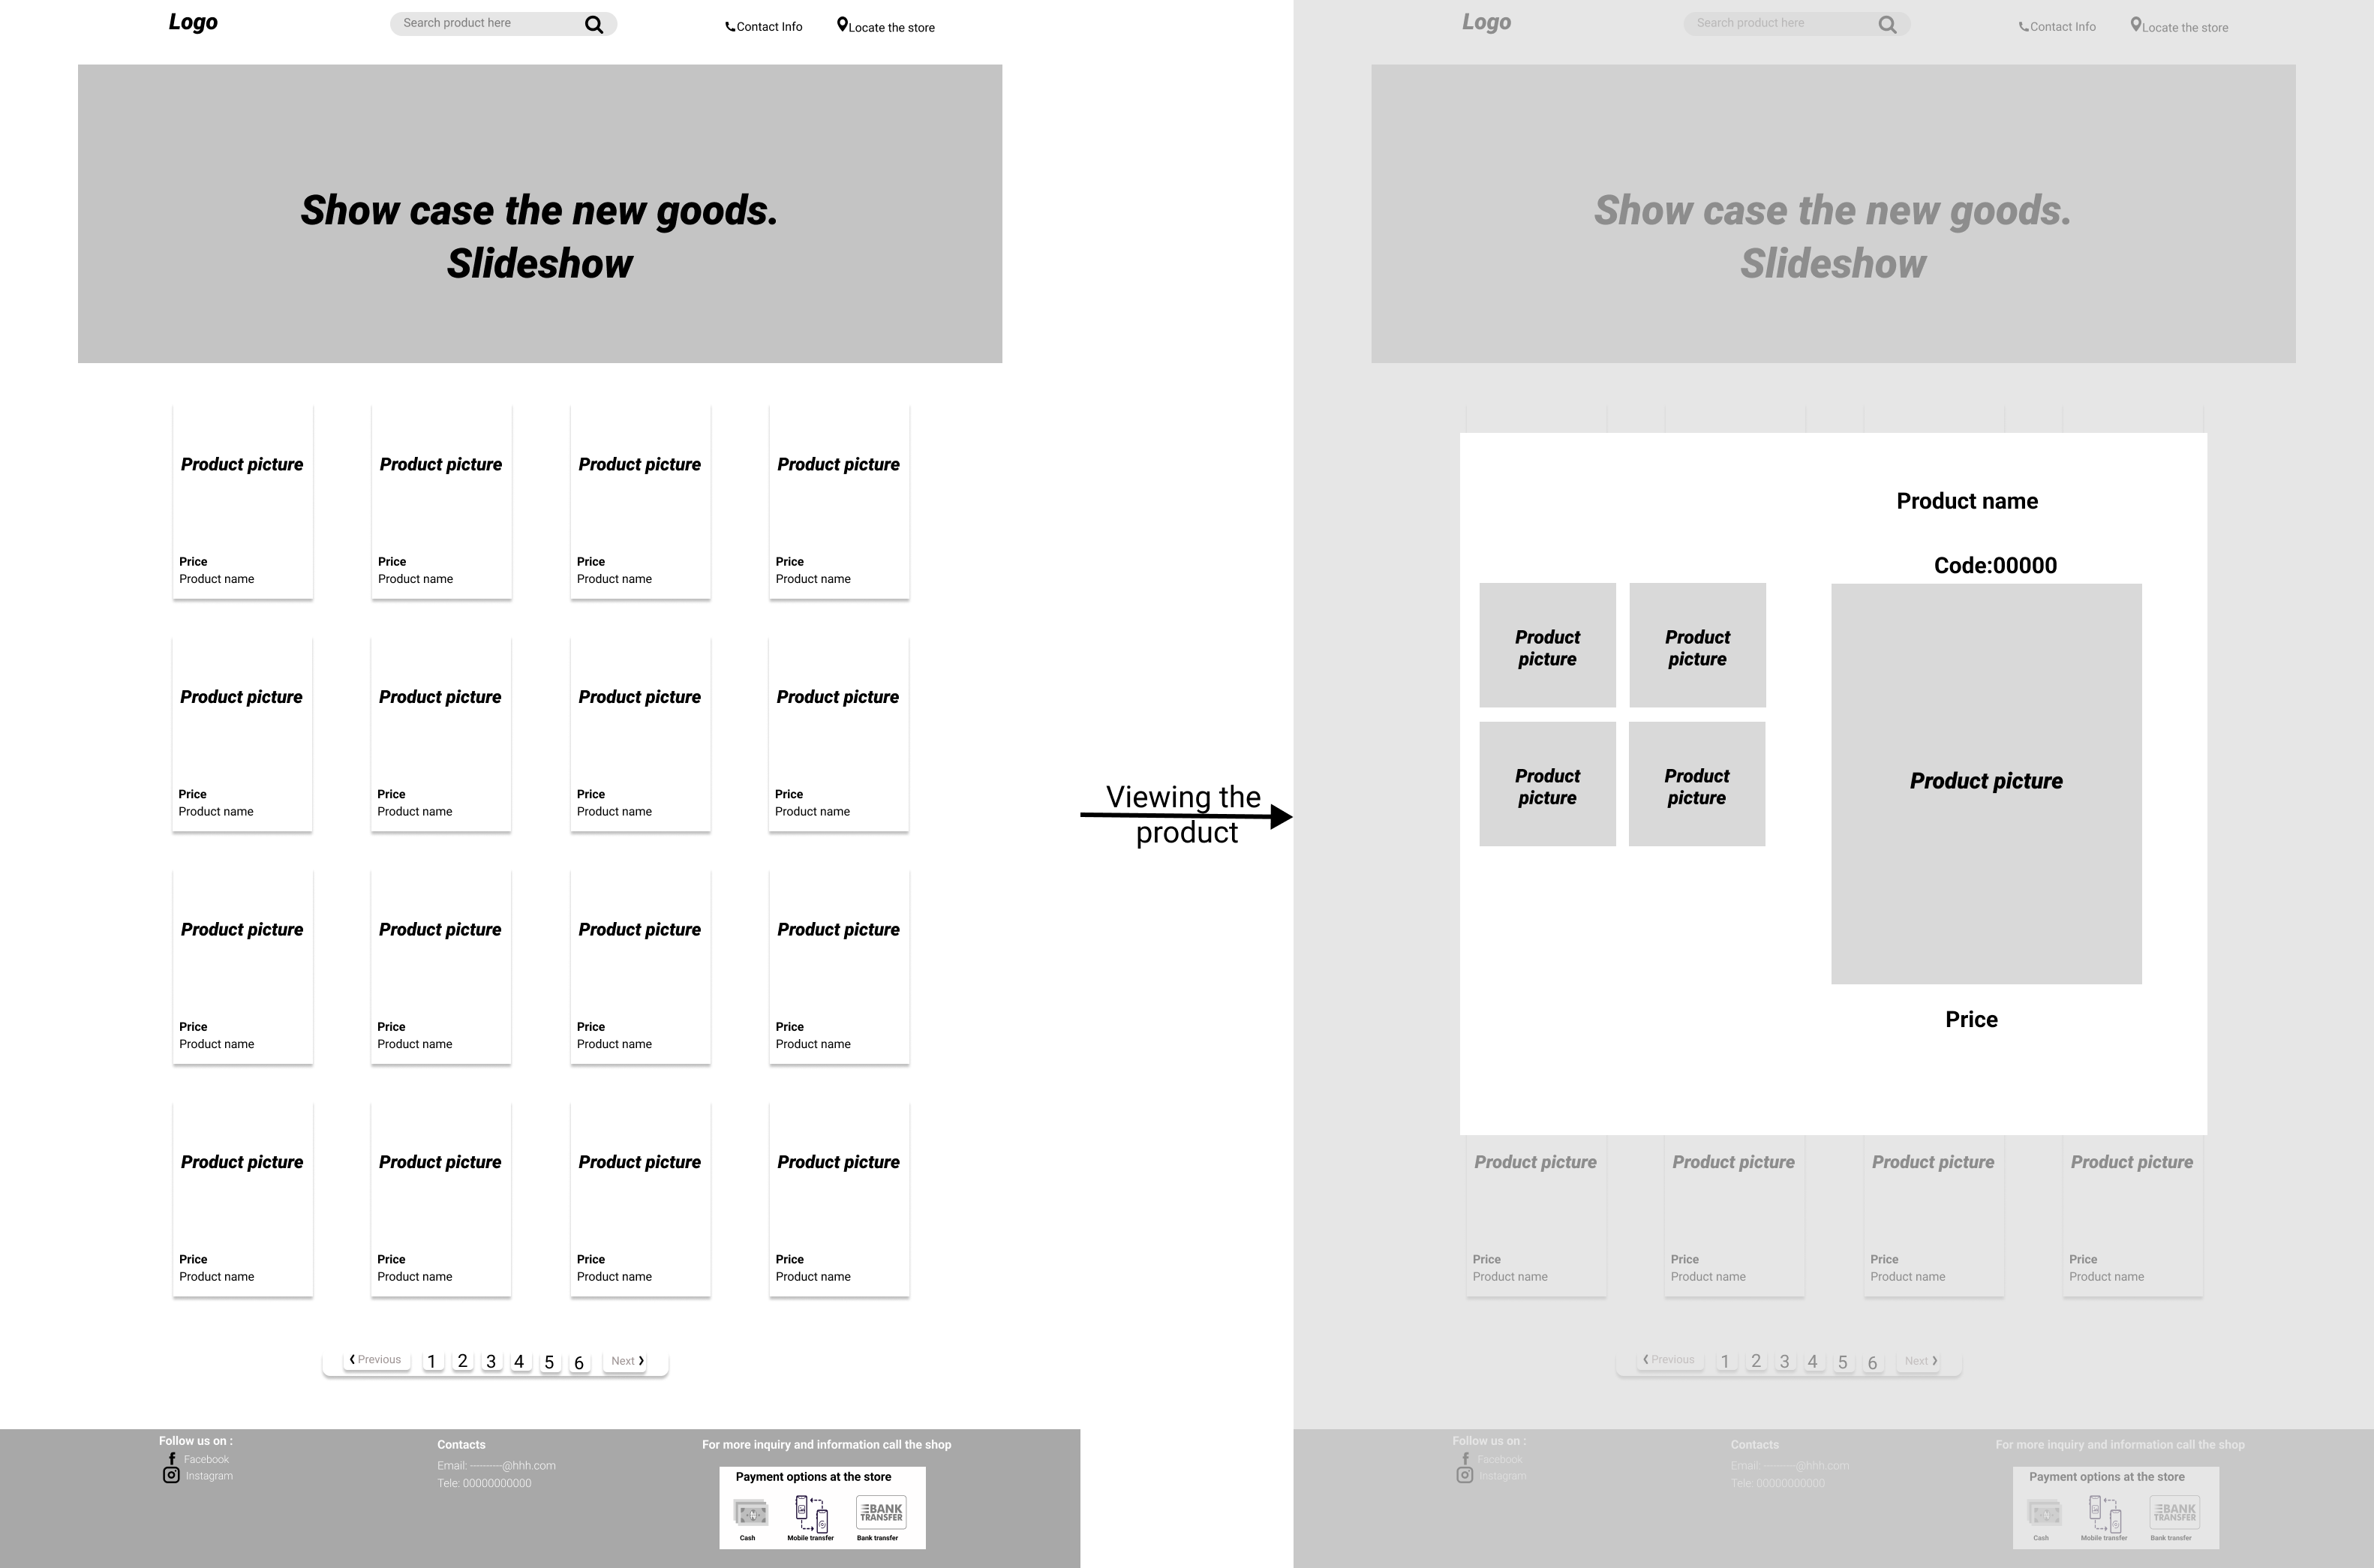 Logo
Search product here
Contact Info
Locate the store
Show case the new goods.
Slideshow
Product picture
Product picture
Product picture
Product picture
Price
Price
Price
Price
Product name
Product name
Product name
Product name
Product picture
Product picture
Product picture
Product picture
Price
Price
Price
Price
Product name
Product name
Product name
Product name
Product picture
Product picture
Product picture
Product picture
Price
Price
Price
Price
Product name
Product name
Product name
Product name
Product picture
Product picture
Product picture
Product picture
Price
Price
Price
Price
Product name
Product name
Product name
Product name
Previous 1 2 3 4 5 6 Next
Follow us on :
Facebook
Instagram
Contacts
Email: ----------@hhh.com
Tele: 00000000000
For more inquiry and information call the shop
Payment options at the store
BANK
TRANSFER
Cash
Mobile transfer
Bank transfer
Viewing the
product
Logo
Search product here
Contact Info
Locate the store
Show case the new goods.
Slideshow
Product name
Code:00000
Product
picture
Product
picture
Product
picture
Product
picture
Product picture
Price
Product picture
Product picture
Product picture
Product picture
Price
Price
Price
Price
Product name
Product name
Product name
Product name
Previous 1 2 3 4 5 6 Next
Follow us on :
Facebook
Instagram
Contacts
Email: ----------@hhh.com
Tele: 00000000000
For more inquiry and information call the shop
Payment options at the store
BANK
TRANSFER
Cash
Mobile transfer
Bank transfer